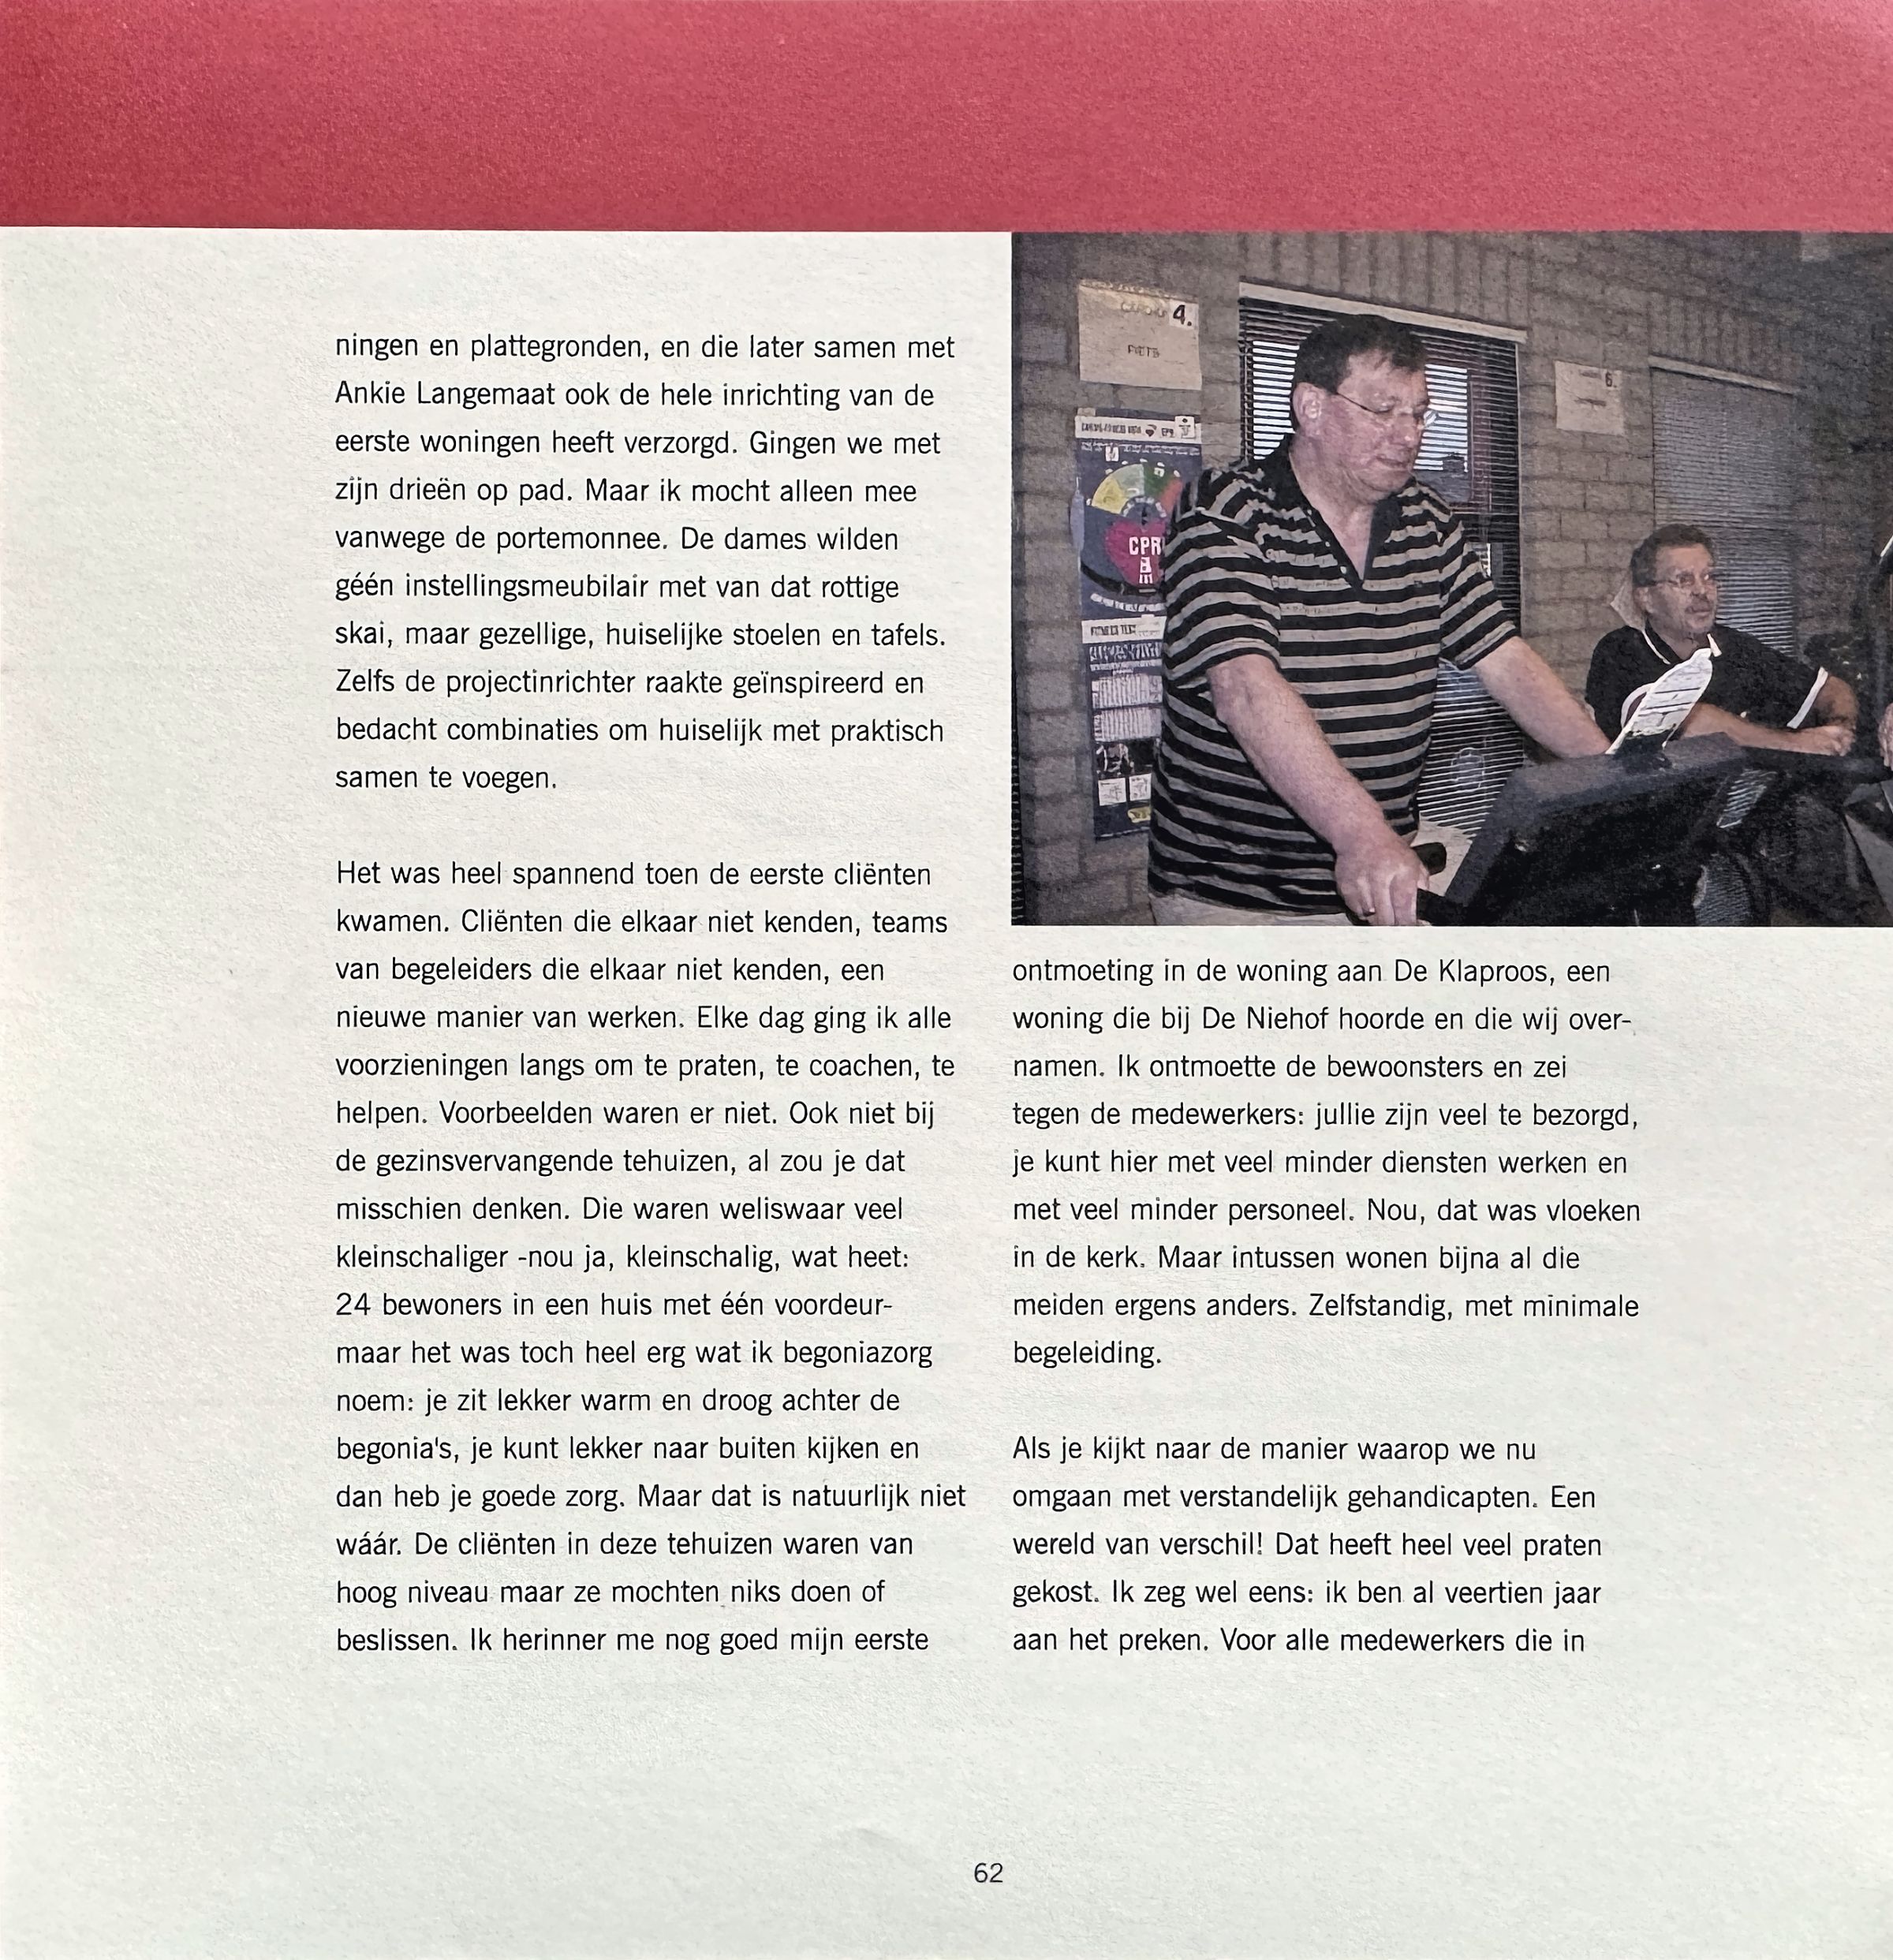 ningen en plattegronden, en die later samen met
Ankie Langemaat ook de hele inrichting van de
eerste woningen heeft verzorgd. Gingen we met
zijn drieën op pad. Maar ik mocht alleen mee
vanwege de portemonnee. De dames wilden
géén instellingsmeubilair met van dat rottige
skai, maar gezellige, huiselijke stoelen en tafels.
Zelfs de projectinrichter raakte geïnspireerd en
bedacht combinaties om huiselijk met praktisch
samen te voegen.

Het was heel spannend toen de eerste cliënten
kwamen. Cliënten die elkaar niet kenden, teams
van begeleiders die elkaar niet kenden, een
nieuwe manier van werken. Elke dag ging ik alle
voorzieningen langs om te praten, te coachen, te
helpen. Voorbeelden waren er niet. Ook niet bij
de gezinsvervangende tehuizen, al zou je dat
misschien denken. Die waren weliswaar veel
kleinschaliger -nou ja, kleinschalig, wat heet:
24 bewoners in een huis met één voordeur-
maar het was toch heel erg wat ik begoniazorg
noem: je zit lekker warm en droog achter de
begonia's, je kunt lekker naar buiten kijken en
dan heb je goede zorg. Maar dat is natuurlijk niet
wáár. De cliënten in deze tehuizen waren van
hoog niveau maar ze mochten niks doen of
beslissen. Ik herinner me nog goed mijn eerste

4.
FIETS
6.
CPR

ontmoeting in de woning aan De Klaproos, een
woning die bij De Niehof hoorde en die wij over-
namen. Ik ontmoette de bewoonsters en zei
tegen de medewerkers: jullie zijn veel te bezorgd,
je kunt hier met veel minder diensten werken en
met veel minder personeel. Nou, dat was vloeken
in de kerk. Maar intussen wonen bijna al die
meiden ergens anders. Zelfstandig, met minimale
begeleiding.

Als je kijkt naar de manier waarop we nu
omgaan met verstandelijk gehandicapten. Een
wereld van verschil! Dat heeft heel veel praten
gekost. Ik zeg wel eens: ik ben al veertien jaar
aan het preken. Voor alle medewerkers die in

62